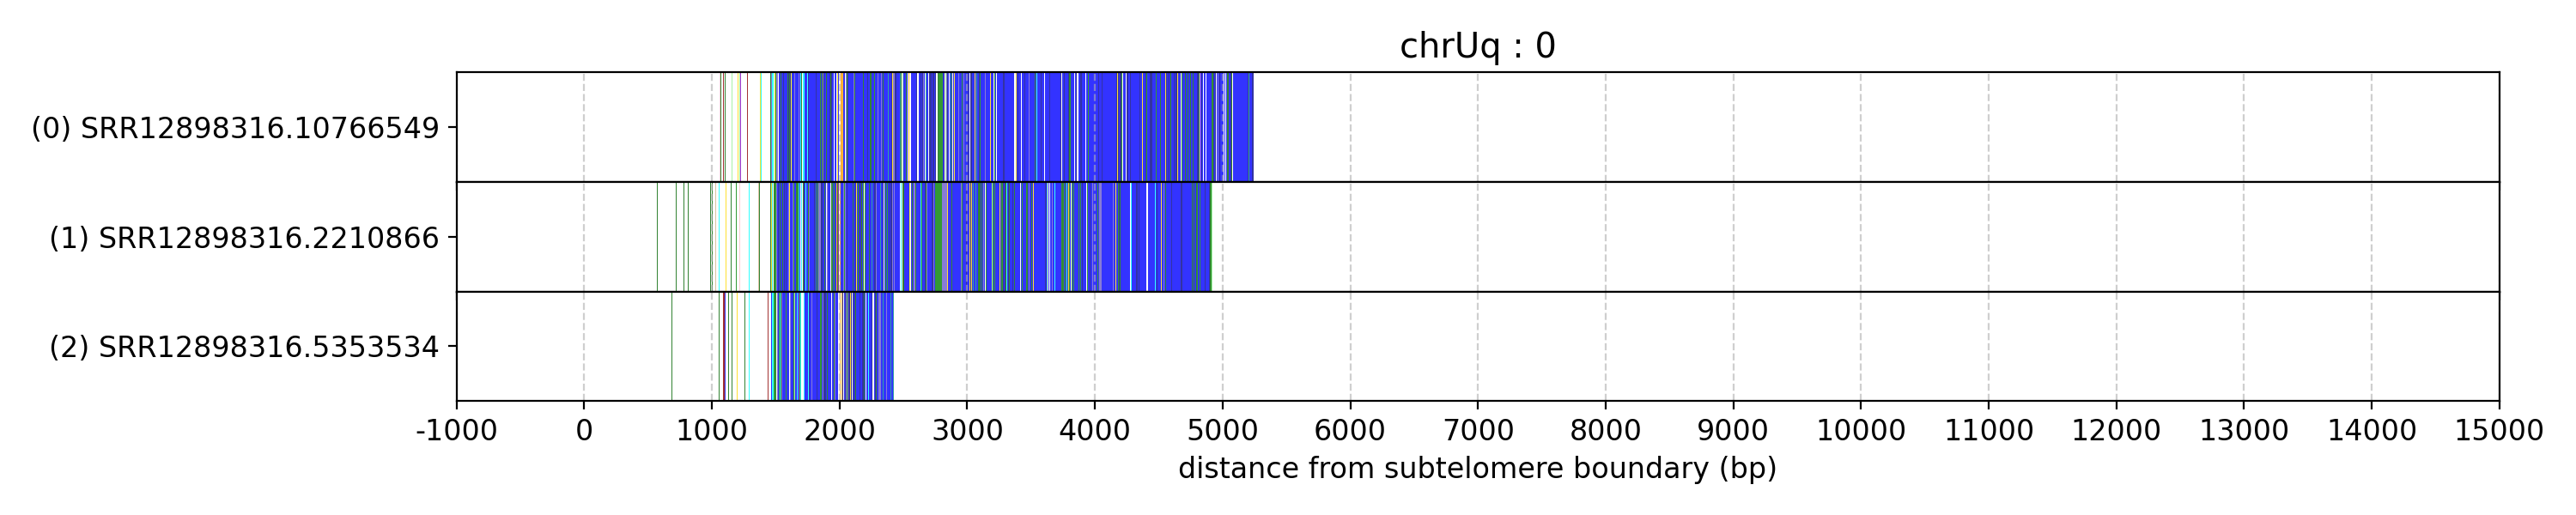 chrUq : 0
(0) SRR12898316.10766549
(1) SRR12898316.2210866
(2) SRR12898316.5353534
-1000 0 1000 2000 3000 4000 5000 6000 7000 8000 9000 10000 11000 12000 13000 14000 15000
distance from subtelomere boundary (bp)